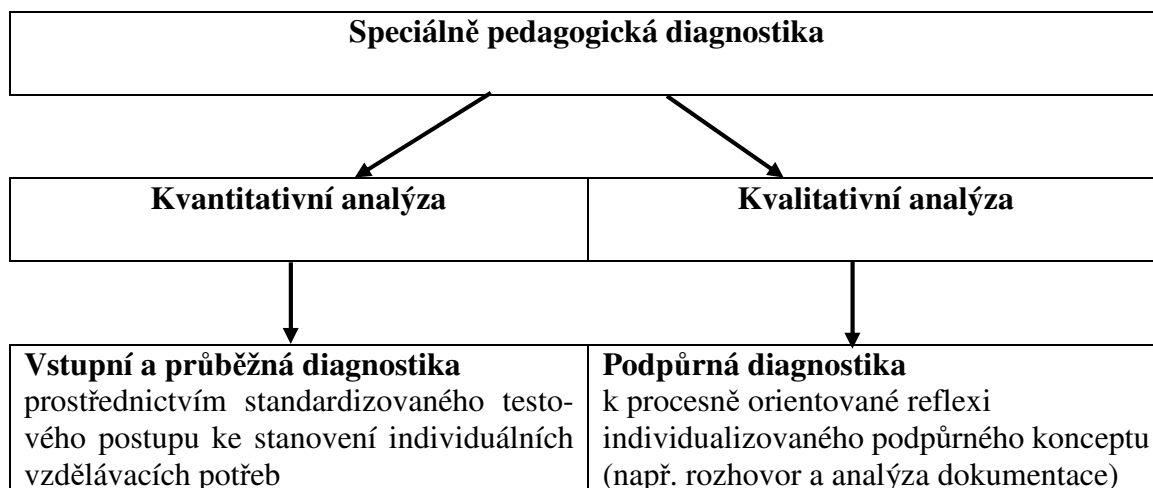 Speciálně pedagogická diagnostika
Kvantitativní analýza
Kvalitativní analýza
Vstupní a průběžná diagnostika
prostřednictvím standardizovaného testo-
vého postupu ke stanovení individuálních
vzdělávacích potřeb
Podpůrná diagnostika
k procesně orientované reflexi
individualizovaného podpůrného konceptu
(např. rozhovor a analýza dokumentace)